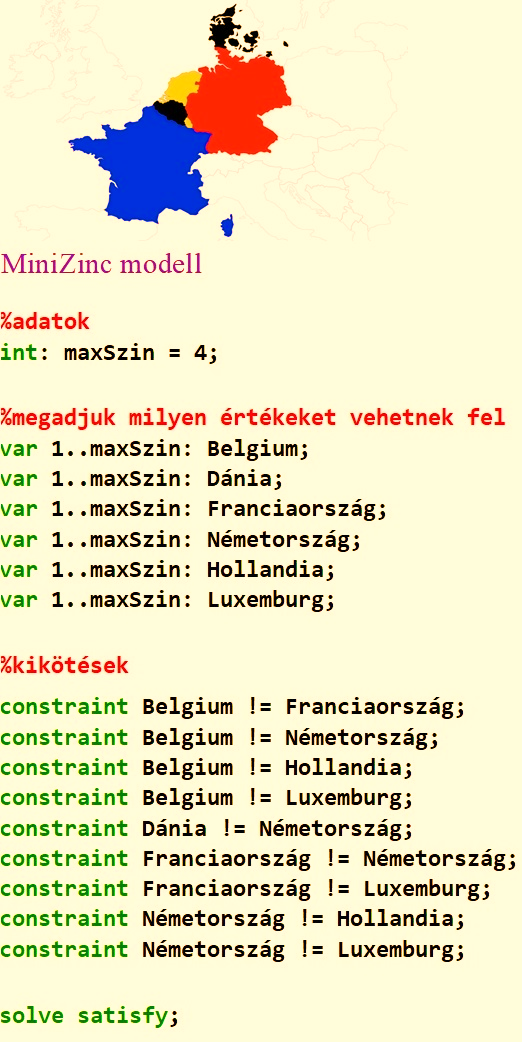 MiniZinc modell
%adatok
int: maxSzin = 4;
%megadjuk milyen értékeket vehetnek fel
var 1..maxSzin: Belgium;
var 1..maxSzin: Dánia;
var 1..maxSzin: Franciaország;
var 1..maxSzin: Németország;
var 1..maxSzin: Hollandia;
var 1..maxSzin: Luxemburg;
%kikötések
constraint Belgium != Franciaország;
constraint Belgium != Németország;
constraint Belgium != Hollandia;
constraint Belgium != Luxemburg;
constraint Dánia != Németország;
constraint Franciaország != Németország;
constraint Franciaország != Luxemburg;
constraint Németország != Hollandia;
constraint Németország != Luxemburg;
solve satisfy;